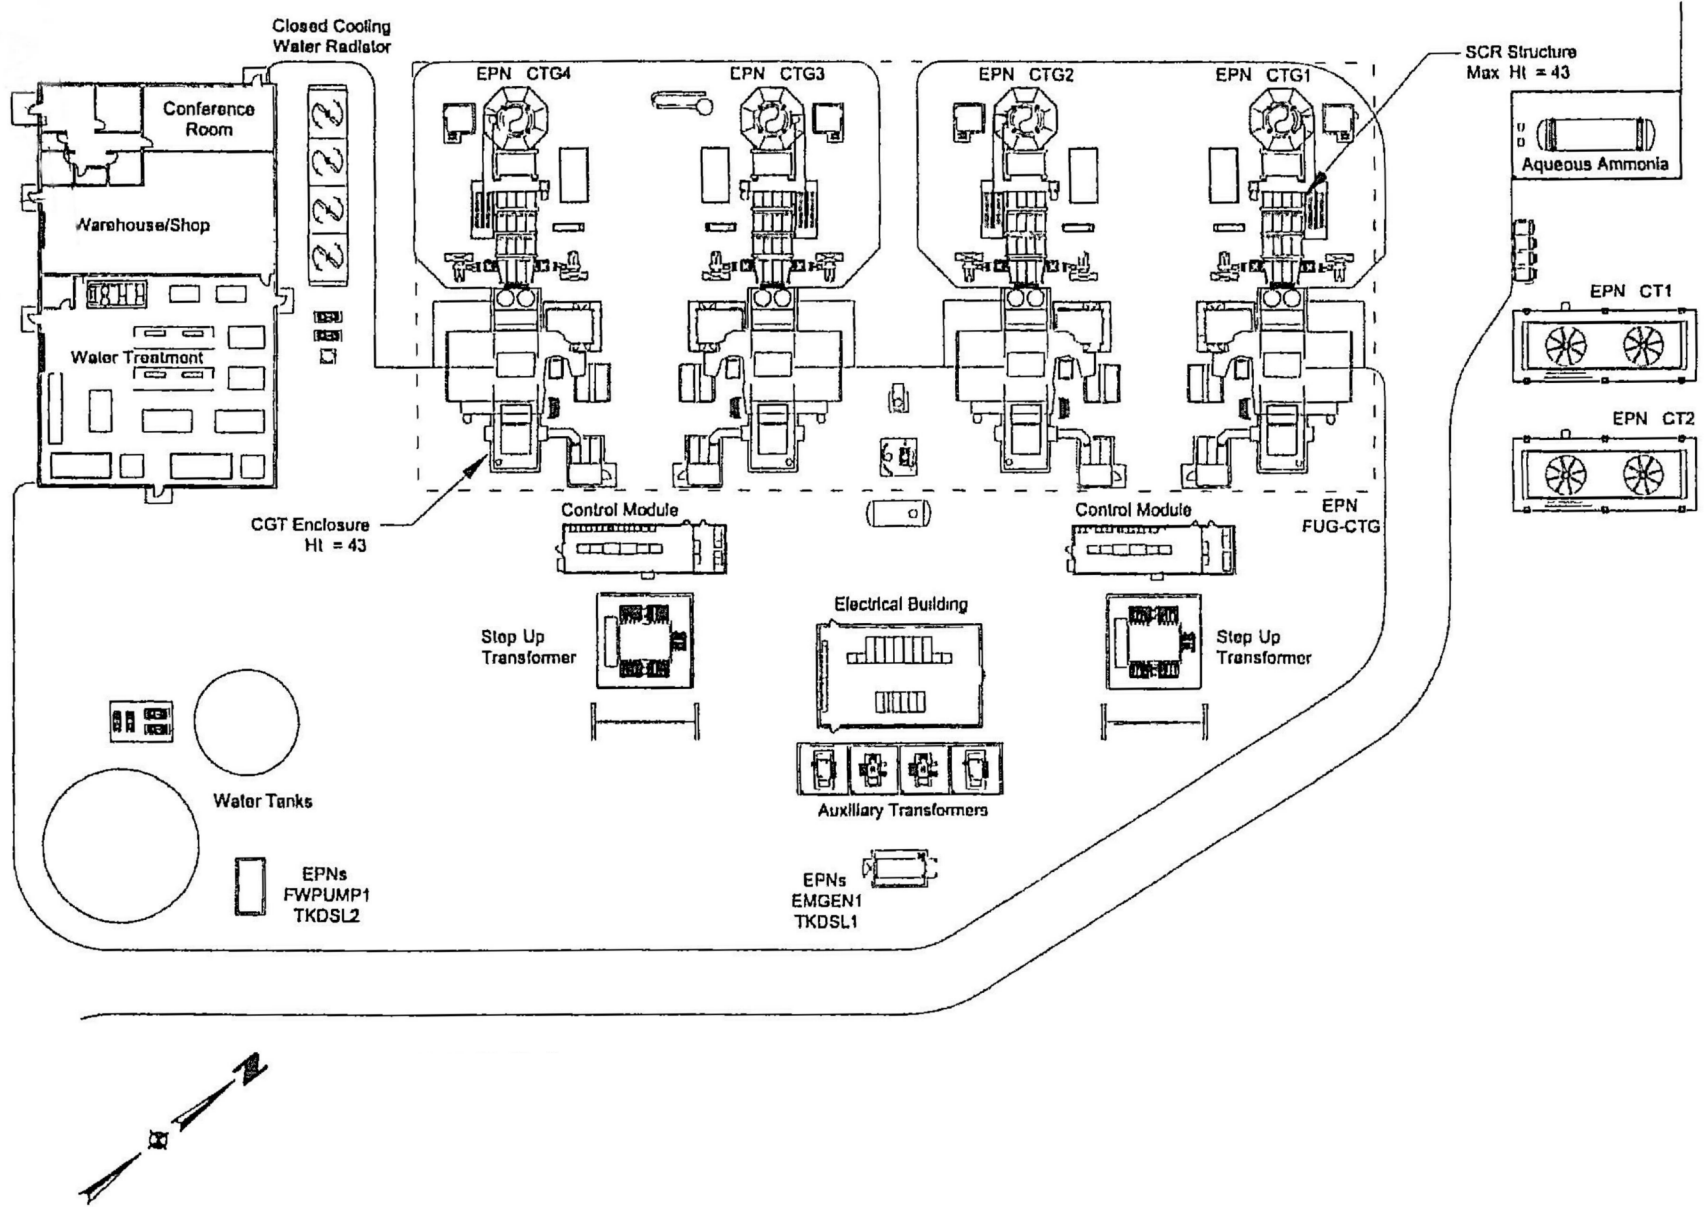 Closed Cooling
Water Radiator
EPN CTG4
EPN CTG3
EPN CTG2
EPN CTG1
SCR Structure
Max Ht = 43
Conference
Room
Aqueous Ammonia
Warehouse/Shop
EPN CT1
Water Treatment
EPN CT2
CGT Enclosure
Ht = 43
Control Module
Control Module
EPN
FUG-CTG
Electrical Building
Step Up
Transformer
Step Up
Transformer
Water Tanks
Auxiliary Transformers
EPNs
FWPUMP1
TKDSL2
EPNs
EMGEN1
TKDSL1
N